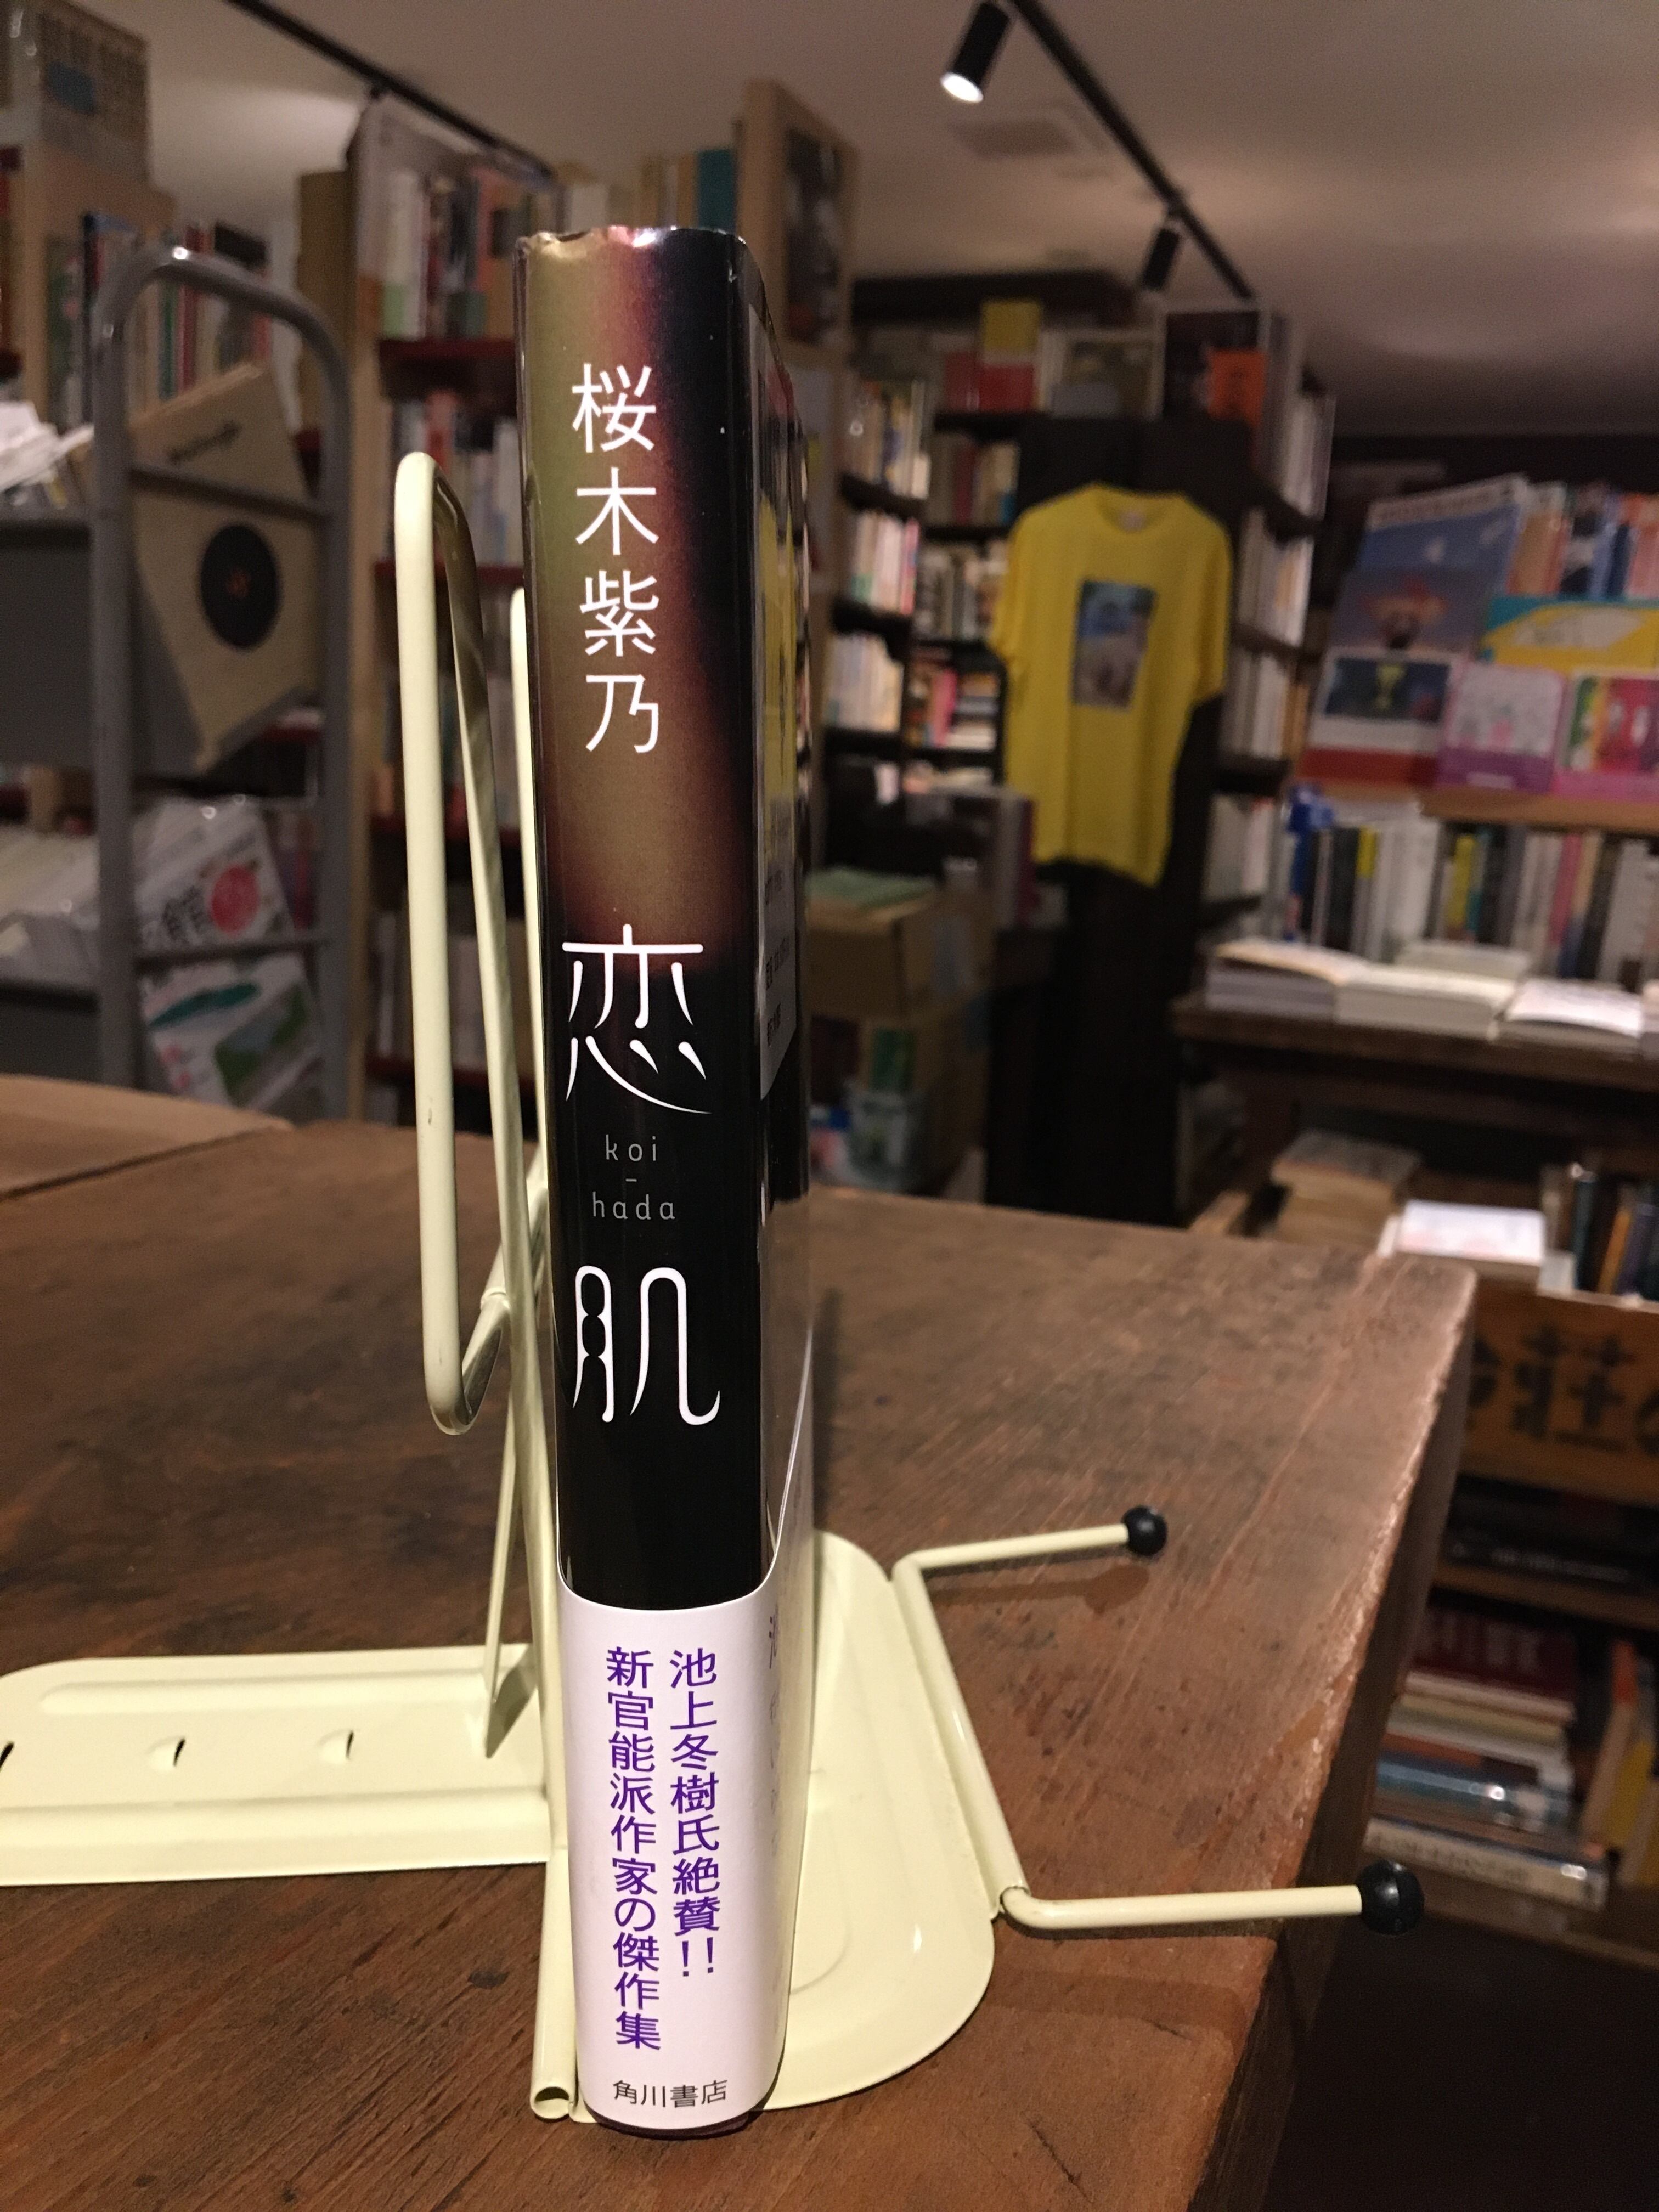 桜木紫乃
恋
koi
-
hada
肌
池上冬樹氏絶賛!!
新官能派作家の傑作集
角川書店